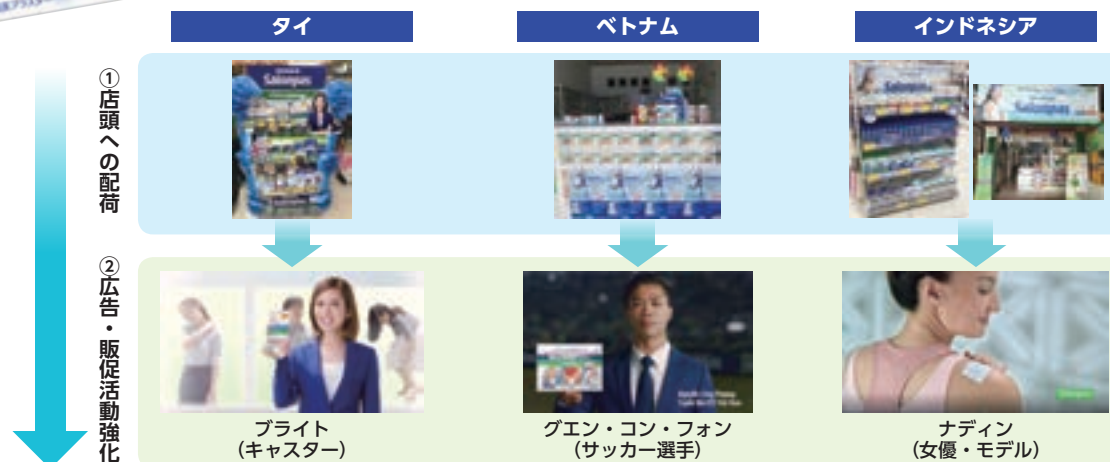 タイ
ベトナム
インドネシア
①店頭への配荷
Salonpas
Salonpas
Salonpas
②広告・販促活動強化
ブライト
(キャスター)
グエン・コン・フォン
(サッカー選手)
ナディン
(女優・モデル)